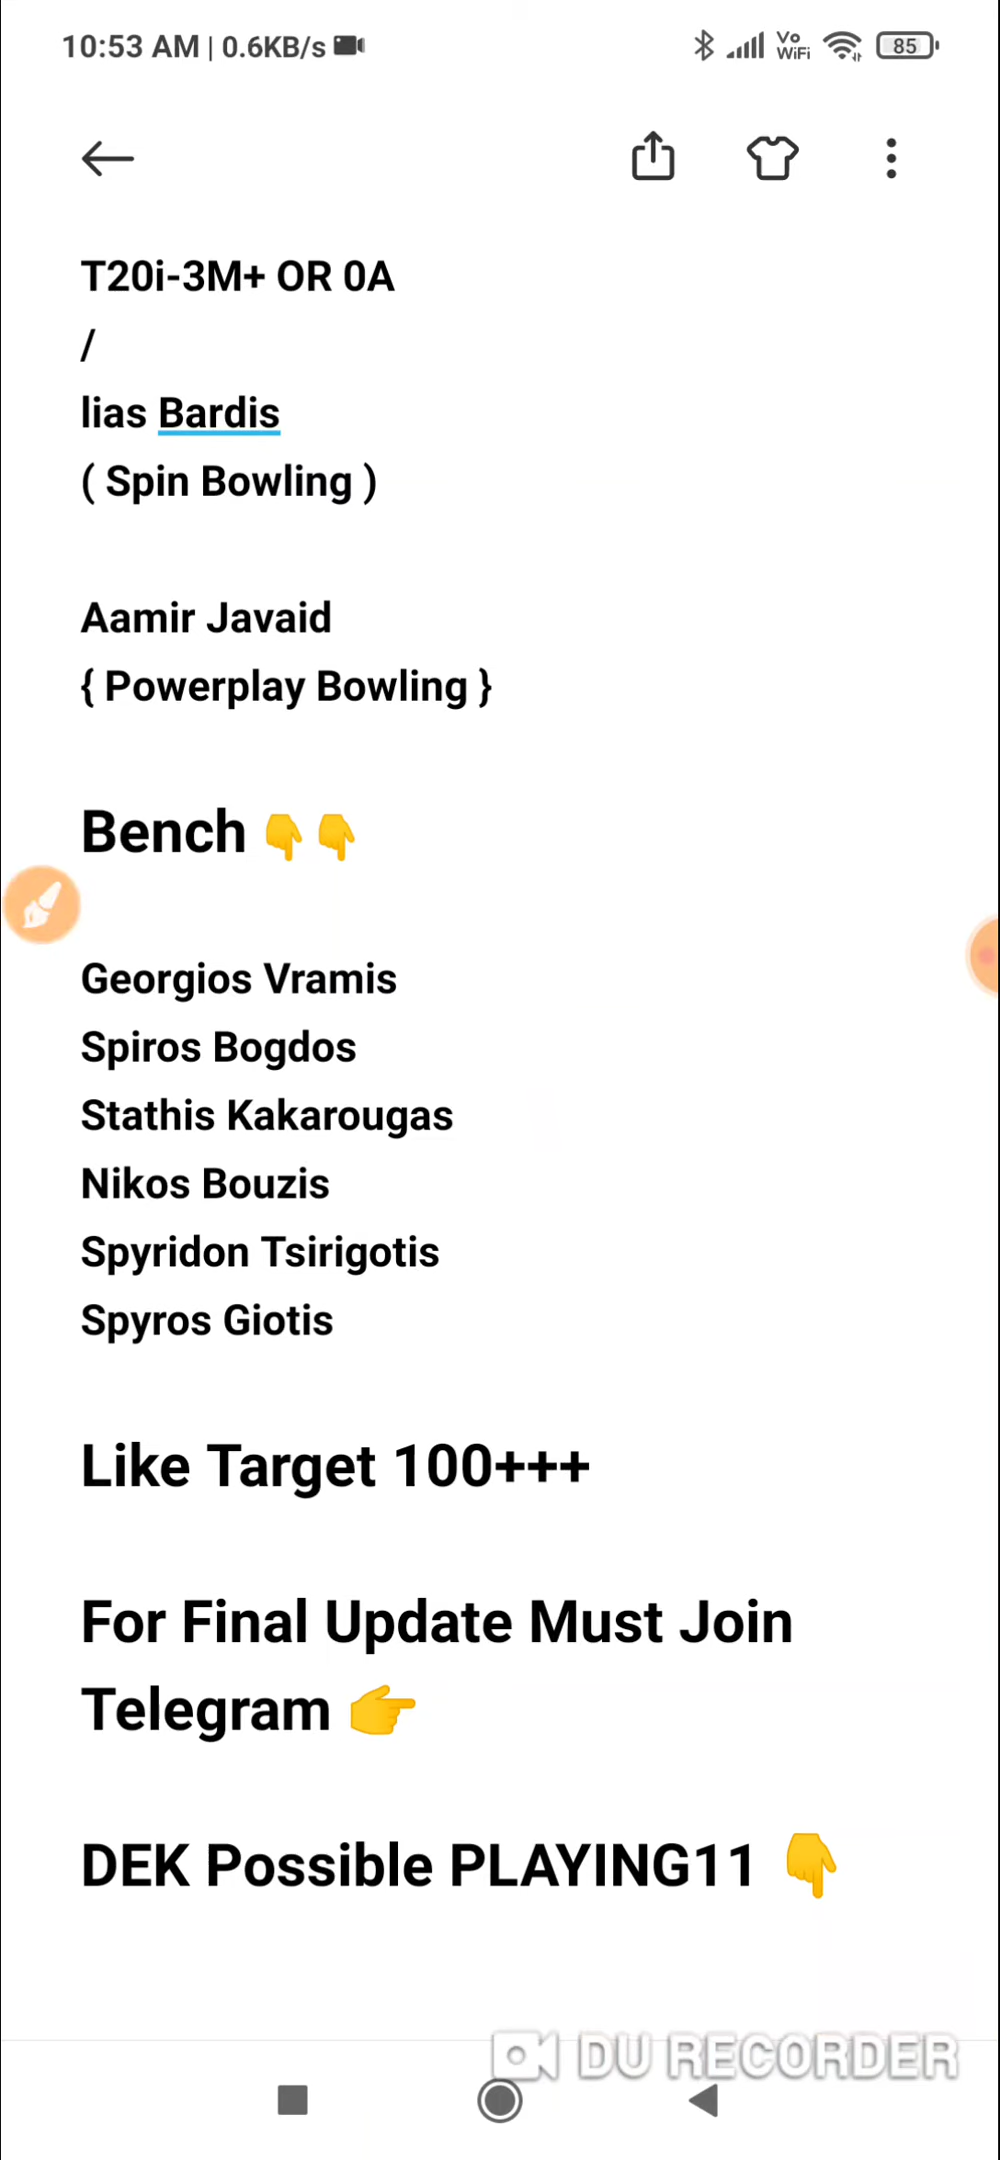 10:53 AM | 0.6KB/s
Vo WiFi
85
T20i-3M+ OR 0A
/
lias Bardis
( Spin Bowling )
Aamir Javaid
{ Powerplay Bowling }
Bench 👇👇
Georgios Vramis
Spiros Bogdos
Stathis Kakarougas
Nikos Bouzis
Spyridon Tsirigotis
Spyros Giotis
Like Target 100+++
For Final Update Must Join
Telegram 👉
DEK Possible PLAYING11 👇
DU RECORDER